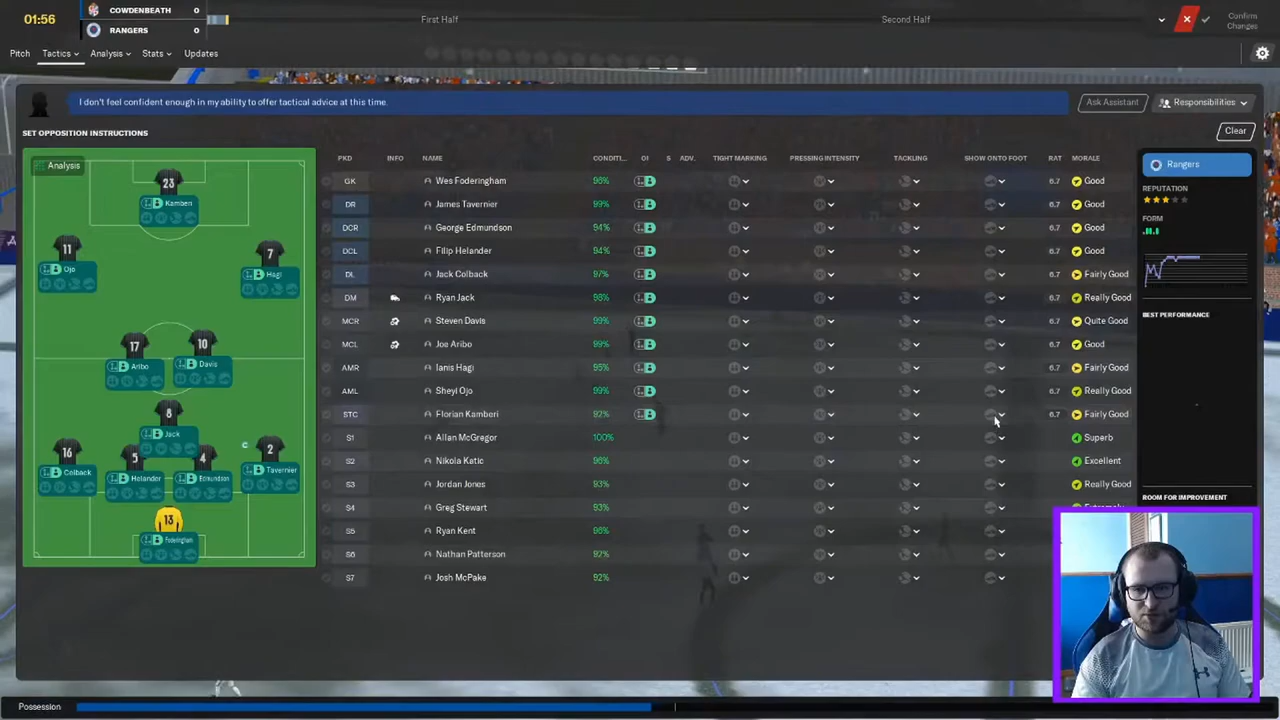 01:56
COWDENBEATH 0
RANGERS 0
First Half
Second Half
Confirm Changes
Pitch Tactics Analysis Stats Updates
I don't feel confident enough in my ability to offer tactical advice at this time.
Ask Assistant
Responsibilities
SET OPPOSITION INSTRUCTIONS
Clear
Analysis
23
Kamberi
11
Ojo
7
Hagi
17
Aribo
10
Davis
8
Jack
16
Colback
5
Helander
4
Edmundson
C
2
Tavernier
13
Foderingham
PKD INFO NAME CONDITI... OI S ADV. TIGHT MARKING PRESSING INTENSITY TACKLING SHOW ONTO FOOT RAT MORALE
GK Wes Foderingham 96% 6.7 Good
DR James Tavernier 99% 6.7 Good
DCR George Edmundson 94% 6.7 Good
DCL Filip Helander 94% 6.7 Good
DL Jack Colback 97% 6.7 Fairly Good
DM Ryan Jack 98% 6.7 Really Good
MCR Steven Davis 99% 6.7 Quite Good
MCL Joe Aribo 99% 6.7 Good
AMR Ianis Hagi 95% 6.7 Fairly Good
AML Sheyi Ojo 99% 6.7 Really Good
STC Florian Kamberi 92% 6.7 Fairly Good
S1 Allan McGregor 100% Superb
S2 Nikola Katic 96% Excellent
S3 Jordan Jones 93% Really Good
S4 Greg Stewart 93%
S5 Ryan Kent 96%
S6 Nathan Patterson 92%
S7 Josh McPake 92%
Rangers
REPUTATION
FORM
BEST PERFORMANCE
-
ROOM FOR IMPROVEMENT
Possession